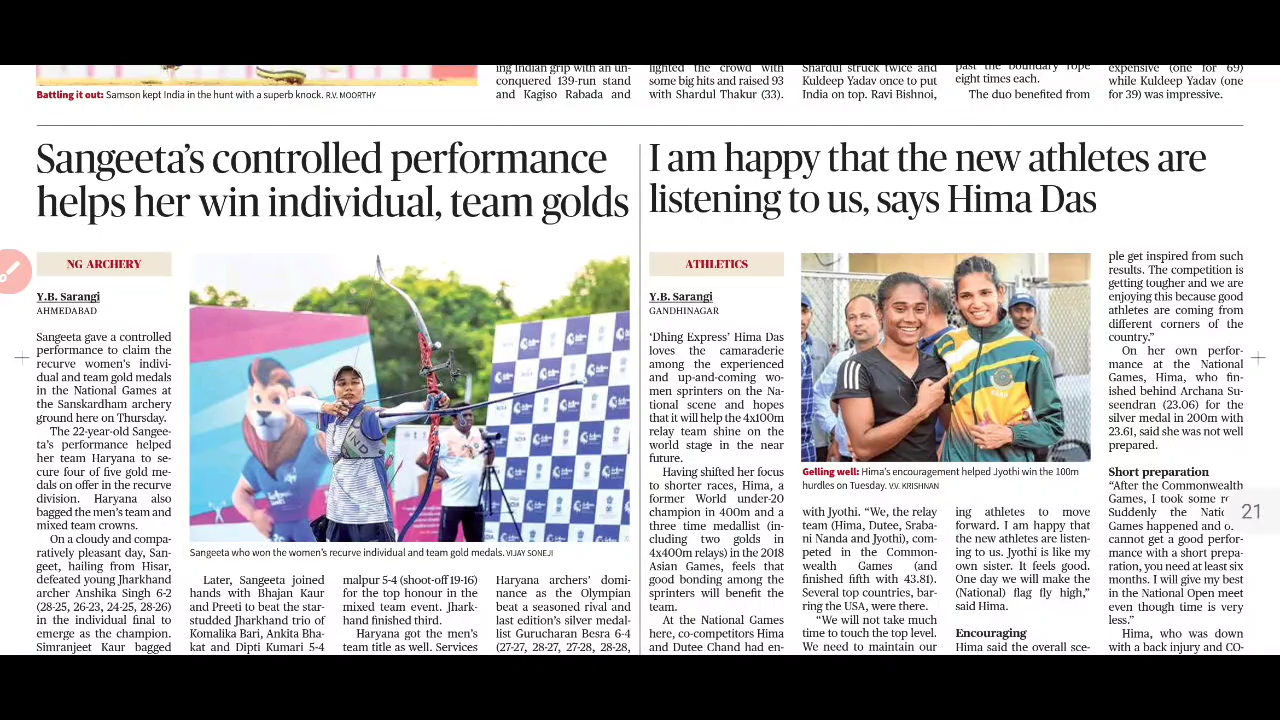 ing Indian grip with an un-
conquered 139-run stand
and Kagiso Rabada and
lighted the crowd with
some big hits and raised 93
with Shardul Thakur (33).
Shardul struck twice and
Kuldeep Yadav once to put
India on top. Ravi Bishnoi,
past the boundary rope
eight times each.
The duo benefited from
expensive (one for 69)
while Kuldeep Yadav (one
for 39) was impressive.
Battling it out: Samson kept India in the hunt with a superb knock. R.V. MOORTHY
Sangeeta's controlled performance
helps her win individual, team golds
NG ARCHERY
Y.B. Sarangi
AHMEDABAD
Sangeeta gave a controlled
performance to claim the
recurve women's indivi-
dual and team gold medals
in the National Games at
the Sanskardham archery
ground here on Thursday.
The 22-year-old Sangee-
ta's performance helped
her team Haryana to se-
cure four of five gold me-
dals on offer in the recurve
division. Haryana also
bagged the men's team and
mixed team crowns.
On a cloudy and compa-
ratively pleasant day, San-
geet, hailing from Hisar,
defeated young Jharkhand
archer Anshika Singh 6-2
(28-25, 26-23, 24-25, 28-26)
in the individual final to
emerge as the champion.
Simranjeet Kaur bagged
IND
Sangeeta who won the women's recurve individual and team gold medals. VIJAY SONEJI
Later, Sangeeta joined
hands with Bhajan Kaur
and Preeti to beat the star-
studded Jharkhand trio of
Komalika Bari, Ankita Bha-
kat and Dipti Kumari 5-4
malpur 5-4 (shoot-off 19-16)
for the top honour in the
mixed team event. Jhark-
hand finished third.
Haryana got the men's
team title as well. Services
Haryana archers' domi-
nance as the Olympian
beat a seasoned rival and
last edition's silver medal-
list Gurucharan Besra 6-4
(27-27, 28-27, 27-28, 28-28,
I am happy that the new athletes are
listening to us, says Hima Das
ATHLETICS
Y.B. Sarangi
GANDHINAGAR
'Dhing Express' Hima Das
loves the camaraderie
among the experienced
and up-and-coming wo-
men sprinters on the Na-
tional scene and hopes
that it will help the 4x100m
relay team shine on the
world stage in the near
future.
Having shifted her focus
to shorter races, Hima, a
former World under-20
champion in 400m and a
three time medallist (in-
cluding two golds in
4x400m relays) in the 2018
Asian Games, feels that
good bonding among the
sprinters will benefit the
team.
At the National Games
here, co-competitors Hima
and Dutee Chand had en-
Gelling well: Hima's encouragement helped Jyothi win the 100m
hurdles on Tuesday. V.V. KRISHNAN
with Jyothi. "We, the relay
team (Hima, Dutee, Sraba-
ni Nanda and Jyothi), com-
peted in the Common-
wealth Games (and
finished fifth with 43.81).
Several top countries, bar-
ring the USA, were there.
"We will not take much
time to touch the top level.
We need to maintain our
ing athletes to move
forward. I am happy that
the new athletes are listen-
ing to us. Jyothi is like my
own sister. It feels good.
One day we will make the
(National) flag fly high,"
said Hima.
Encouraging
Hima said the overall sce-
ple get inspired from such
results. The competition is
getting tougher and we are
enjoying this because good
athletes are coming from
different corners of the
country."
On her own perfor-
mance at the National
Games, Hima, who fin-
ished behind Archana Su-
seendran (23.06) for the
silver medal in 200m with
23.61, said she was not well
prepared.
Short preparation
"After the Commonwealth
Games, I took some
Suddenly the
Games happened and
cannot get a good perfor-
mance with a short prepa-
ration, you need at least six
months. I will give my best
in the National Open meet
even though time is very
less."
Hima, who was down
with a back injury and CO-
21